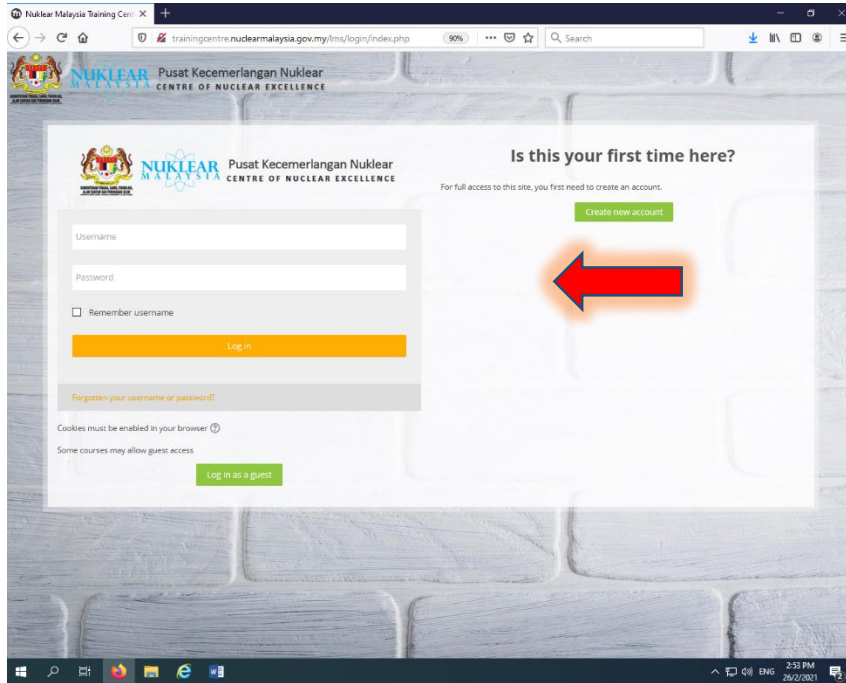 Nuklear Malaysia Training Cent
trainingcentre.nuclearmalaysia.gov.my/lms/login/index.php
90%
Search
NUKLEAR
MALAYSIA
Pusat Kecemerlangan Nuklear
CENTRE OF NUCLEAR EXCELLENCE
NUKLEAR
MALAYSIA
Pusat Kecemerlangan Nuklear
CENTRE OF NUCLEAR EXCELLENCE
Username
Password
Remember username
Log in
Forgotten your username or password?
Cookies must be enabled in your browser
Some courses may allow guest access
Log in as a guest
Is this your first time here?
For full access to this site, you first need to create an account.
Create new account
ENG
2:53 PM
26/2/2021
2